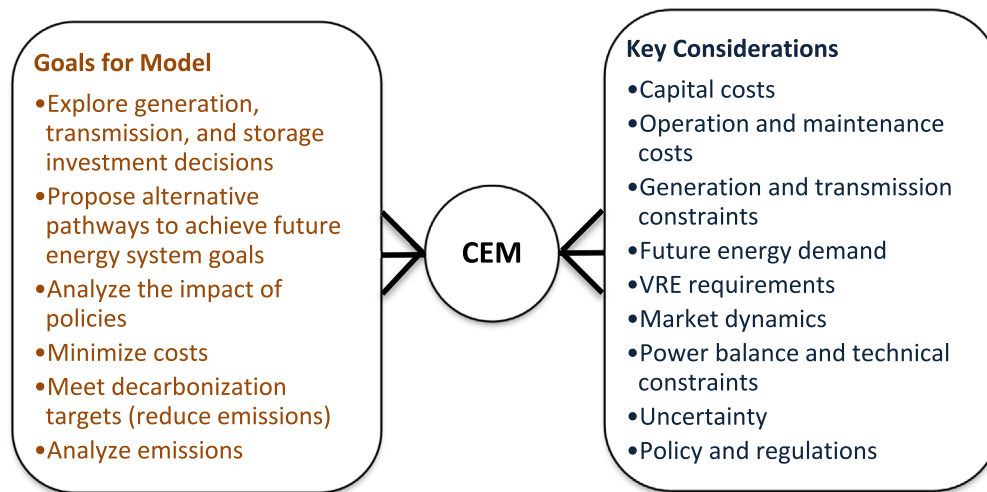 Goals for Model
•Explore generation,
transmission, and storage
investment decisions
•Propose alternative
pathways to achieve future
energy system goals
•Analyze the impact of
policies
•Minimize costs
•Meet decarbonization
targets (reduce emissions)
•Analyze emissions
CEM
Key Considerations
•Capital costs
•Operation and maintenance
costs
•Generation and transmission
constraints
•Future energy demand
•VRE requirements
•Market dynamics
•Power balance and technical
constraints
•Uncertainty
•Policy and regulations